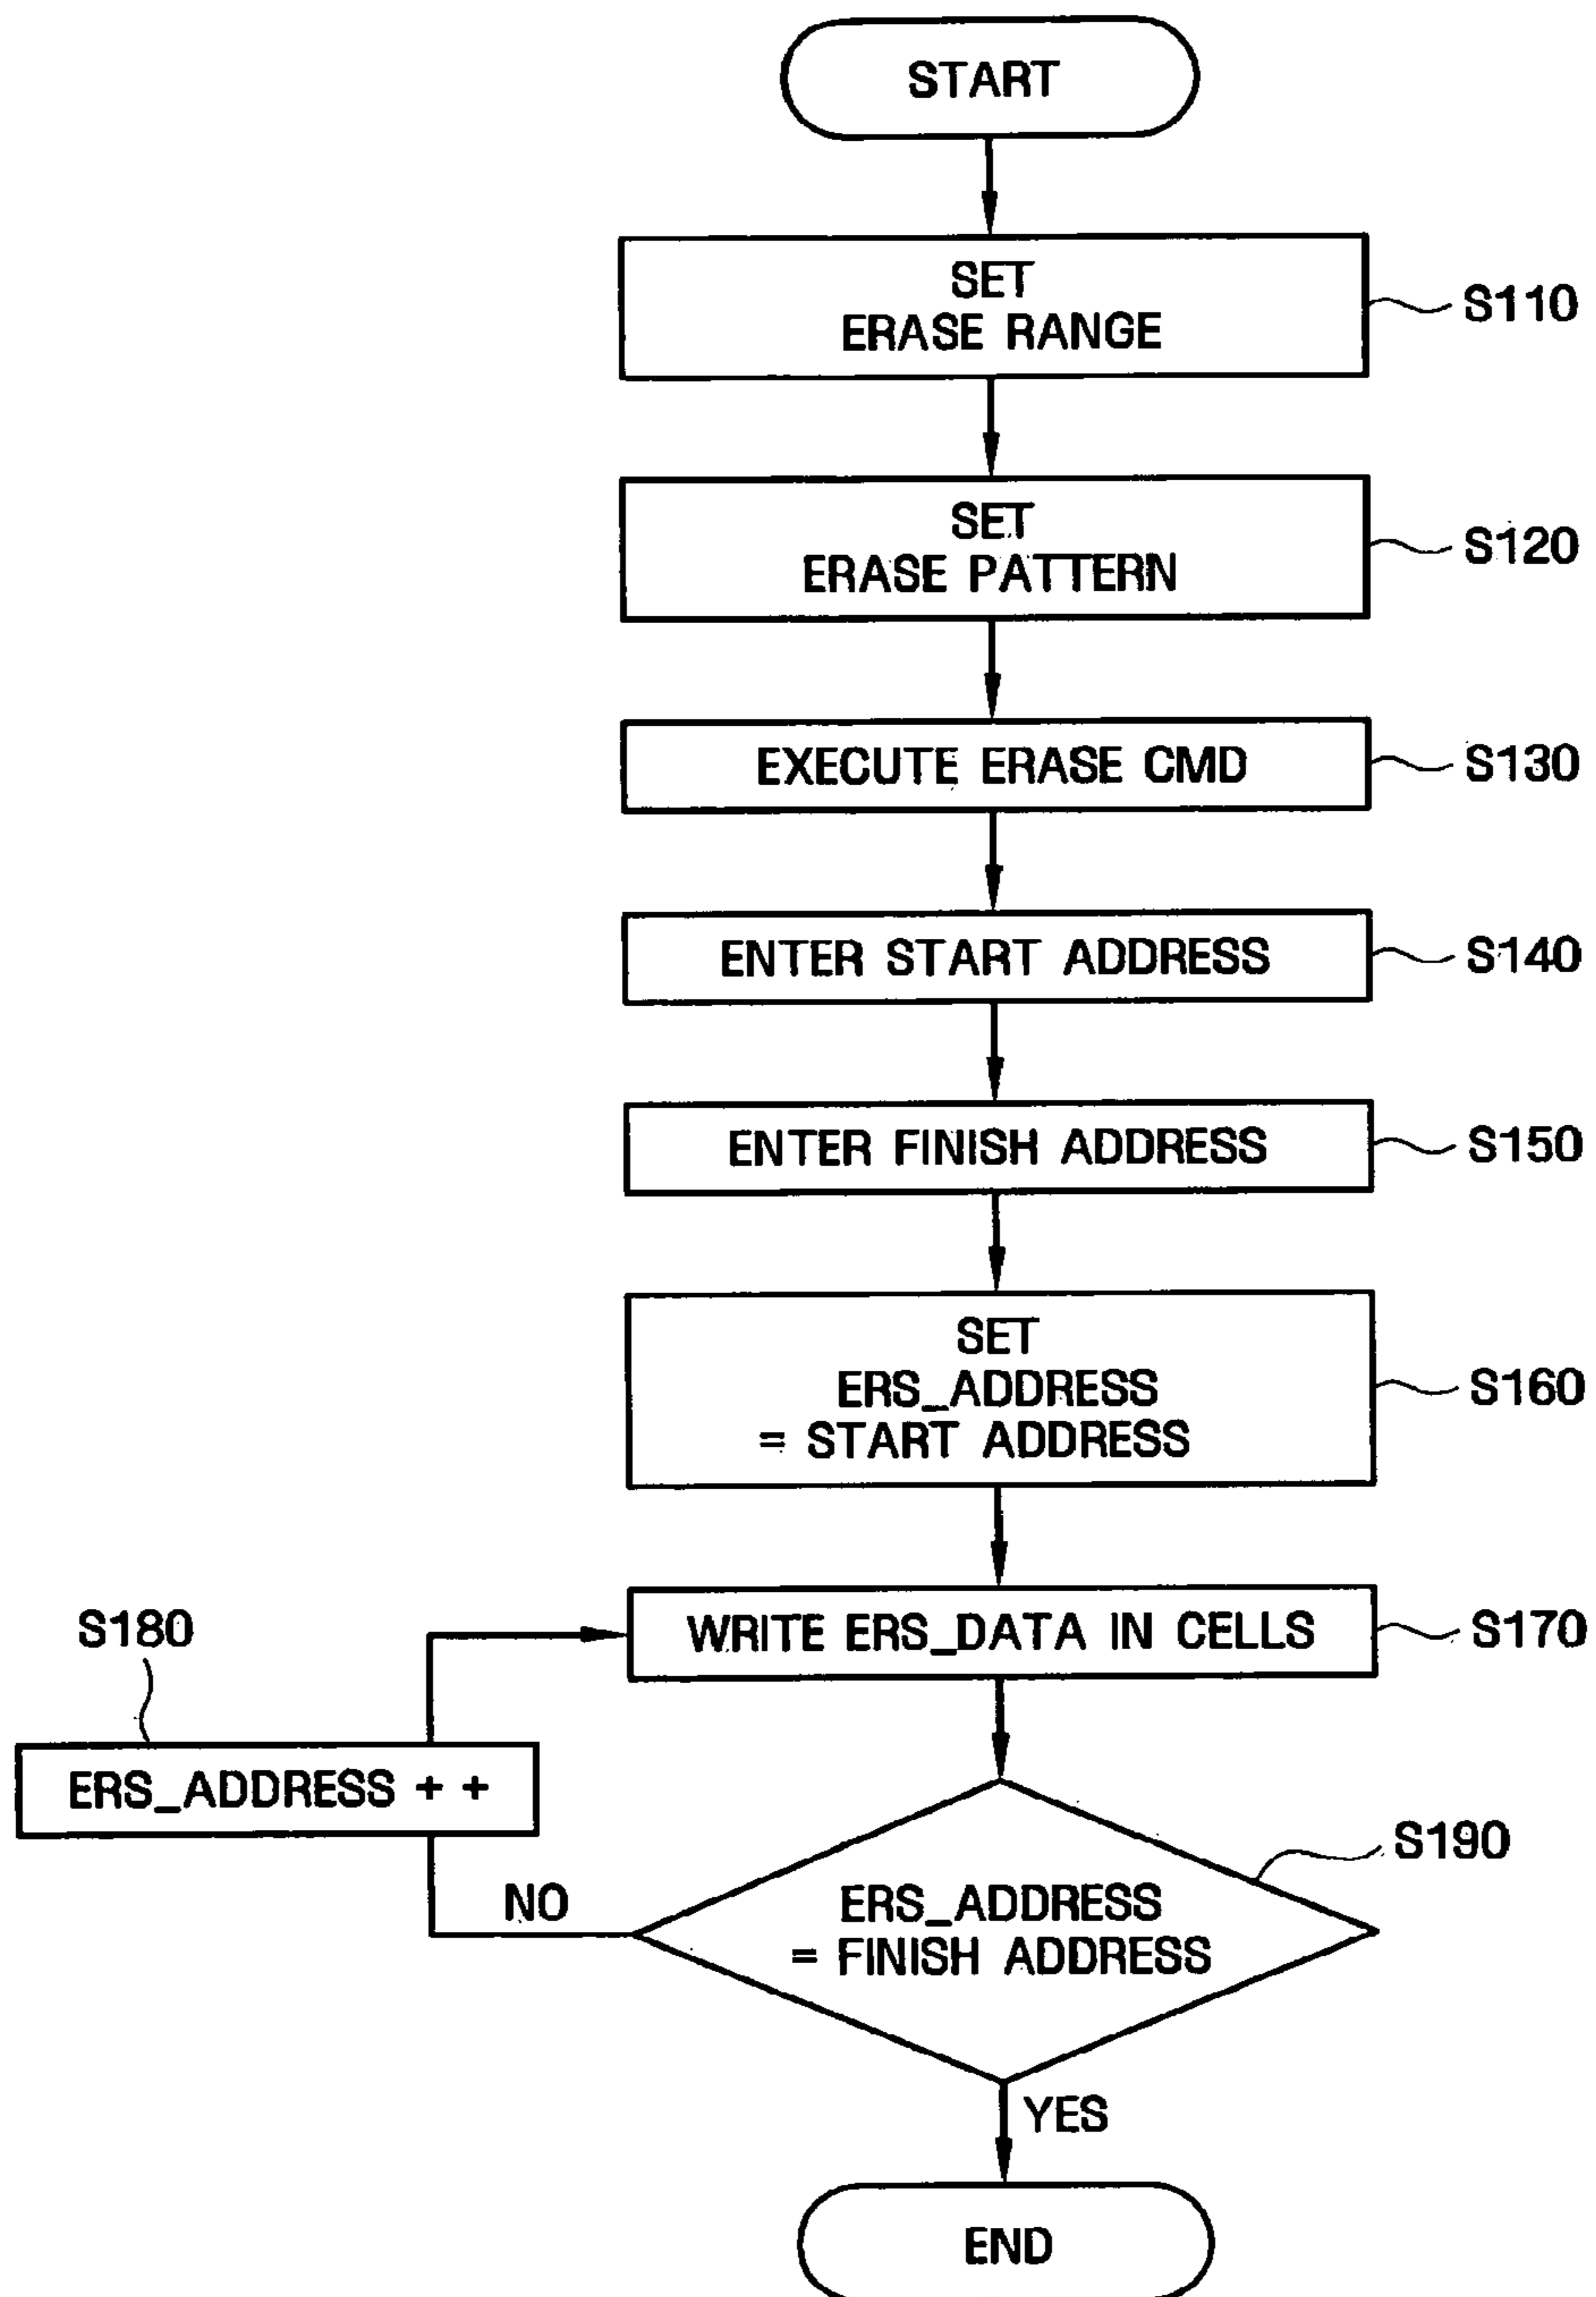 START
SET
ERASE RANGE
S110
SET
ERASE PATTERN
S120
EXECUTE ERASE CMD
S130
ENTER START ADDRESS
S140
ENTER FINISH ADDRESS
S150
SET
ERS_ADDRESS
= START ADDRESS
S160
WRITE ERS_DATA IN CELLS
S170
S180
ERS_ADDRESS + +
NO
ERS_ADDRESS
= FINISH ADDRESS
S190
YES
END